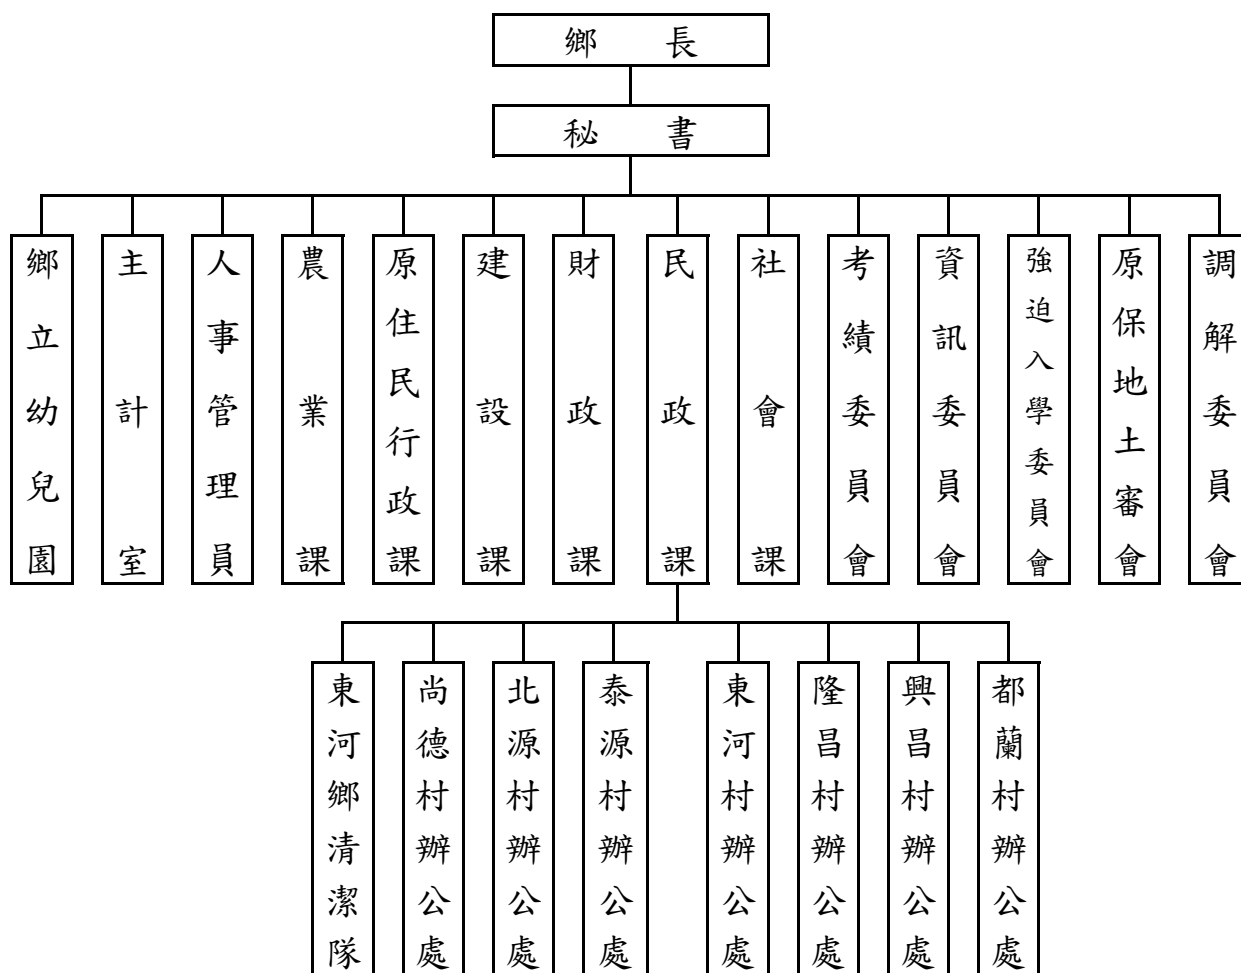 鄉長
秘書
鄉立幼兒園
主計室
人事管理員
農業課
原住民行政課
建設課
財政課
民政課
社會課
考績委員會
資訊委員會
強迫入學委員會
原保地土審會
調解委員會
東河鄉清潔隊
尚德村辦公處
北源村辦公處
泰源村辦公處
東河村辦公處
隆昌村辦公處
興昌村辦公處
都蘭村辦公處